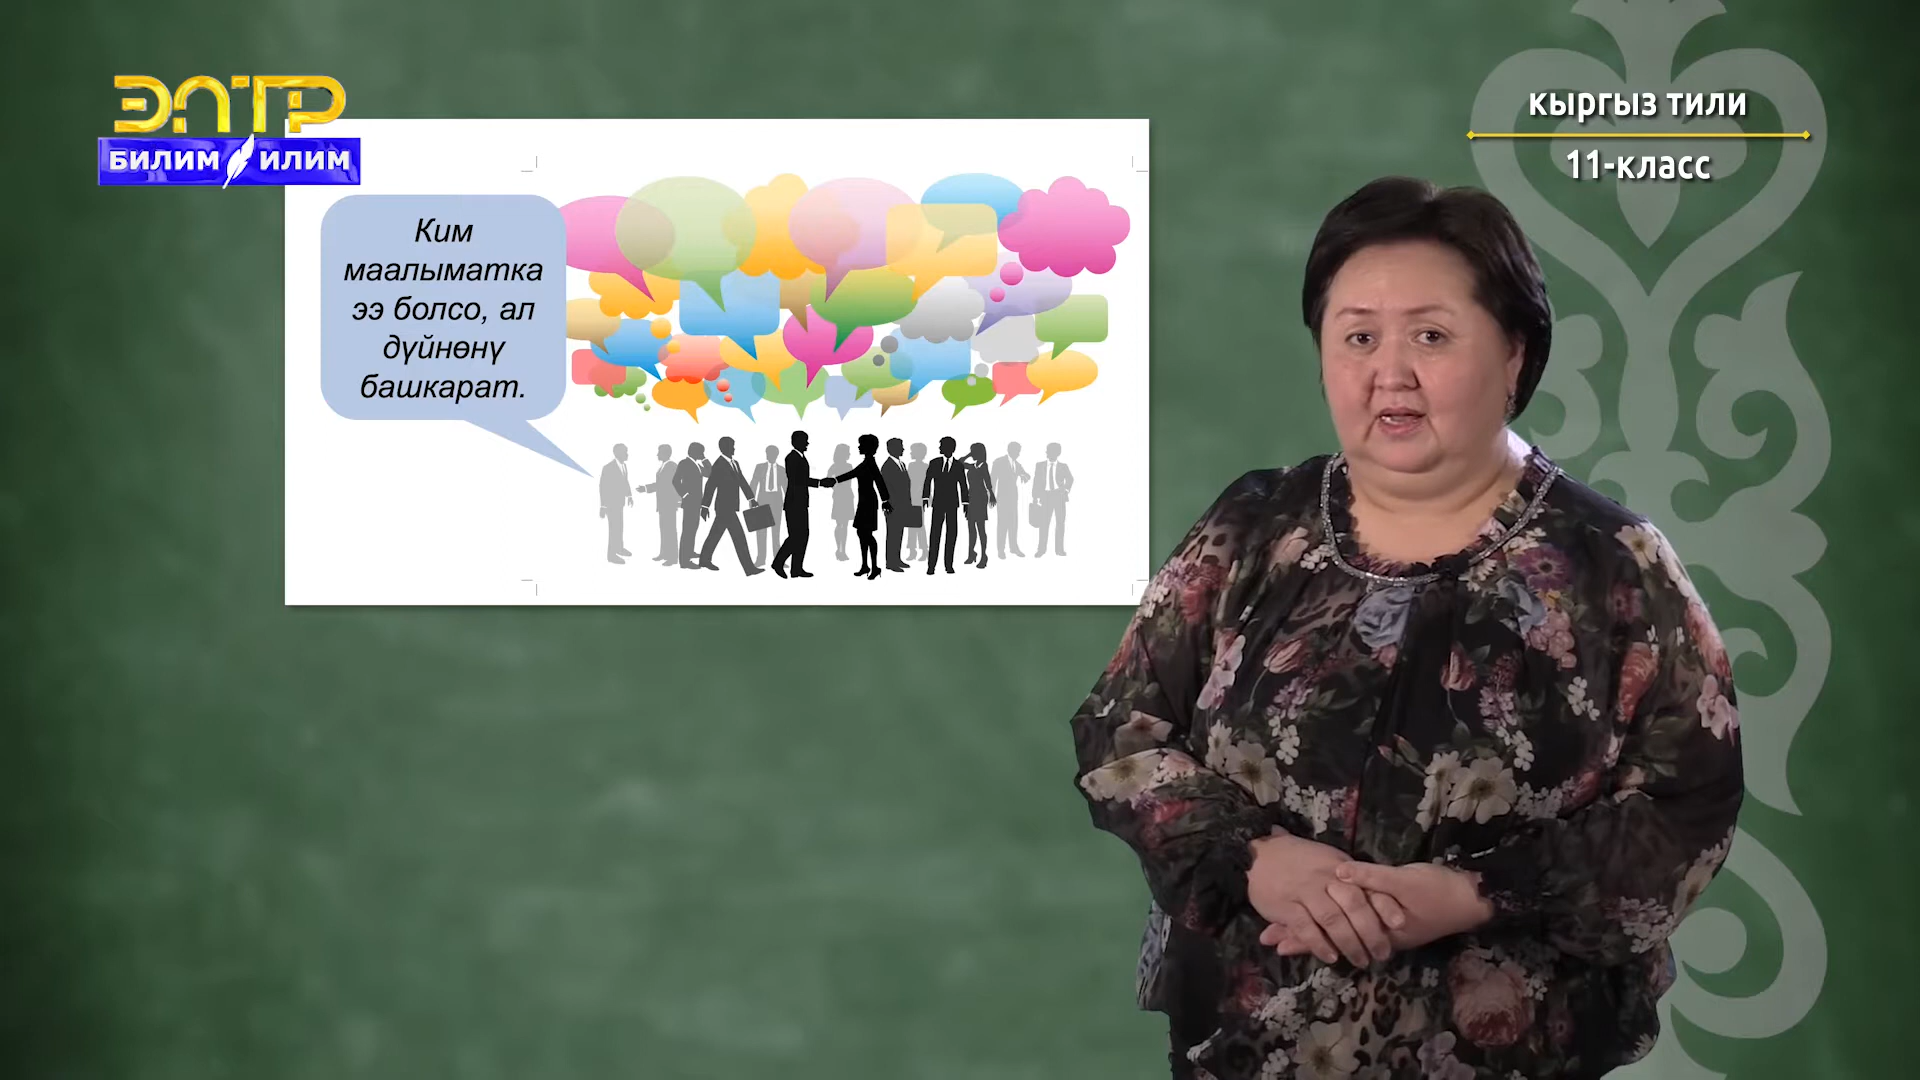 ЭЛТР
БИЛИМ ИЛИМ
кыргыз тили
11-класс
Ким
маалыматка
ээ болсо, ал
дүйнөнү
башкарат.